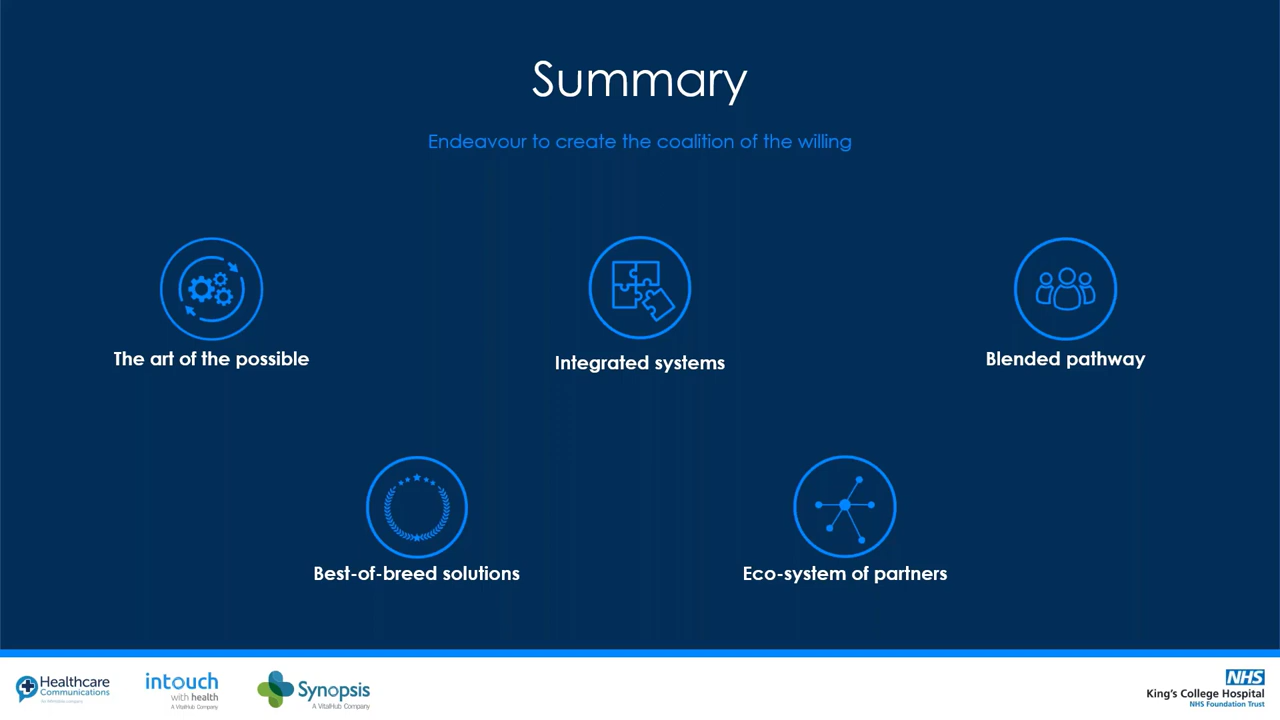 Summary
Endeavour to create the coalition of the willing
The art of the possible
Integrated systems
Blended pathway
Best-of-breed solutions
Eco-system of partners
Healthcare
Communications
intouch
with health
A VitalHub Company
Synopsis
A VitalHub Company
NHS
King's College Hospital
NHS Foundation Trust